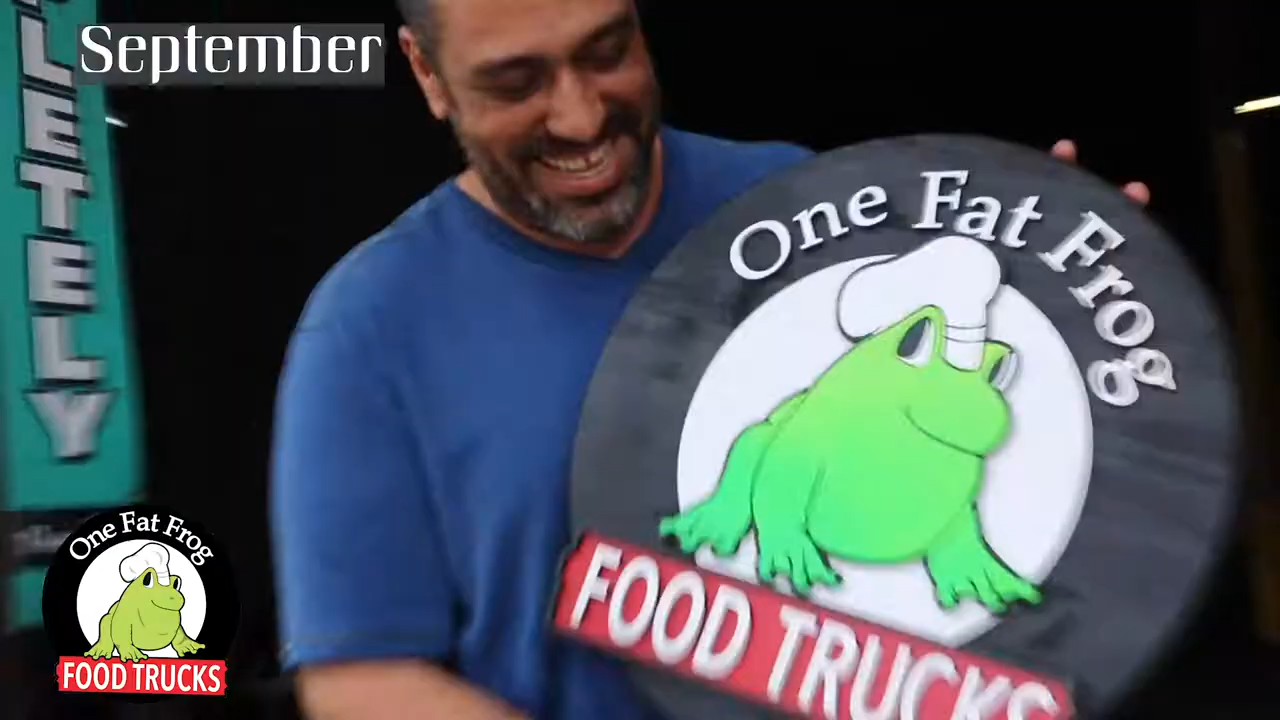 September
LETELY
One Fat Frog
FOOD TRUCKS
One Fat Frog
FOOD TRUCKS